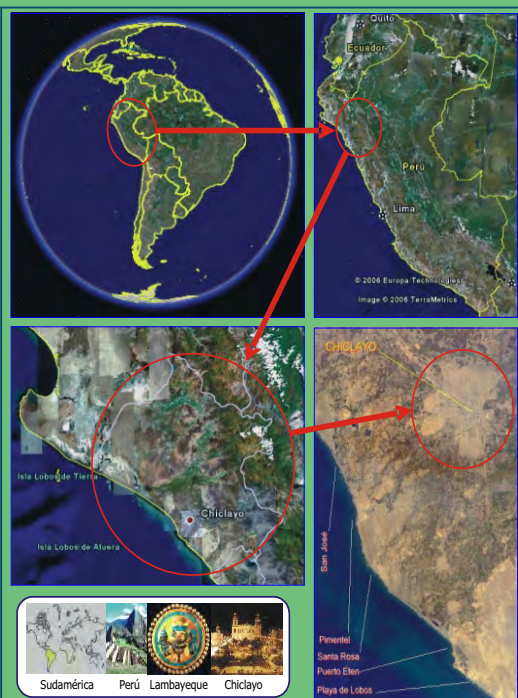 Quito
Ecuador
Perú
Lima
© 2006 Europa Technologies
Image © 2006 TerraMetrics
Isla Lobos de Tierra
Chiclayo
Isla Lobos de Afuera
CHICLAYO
San José
Pimentel
Santa Rosa
Puerto Eten
Playa de Lobos
Sudamérica Perú Lambayeque Chiclayo